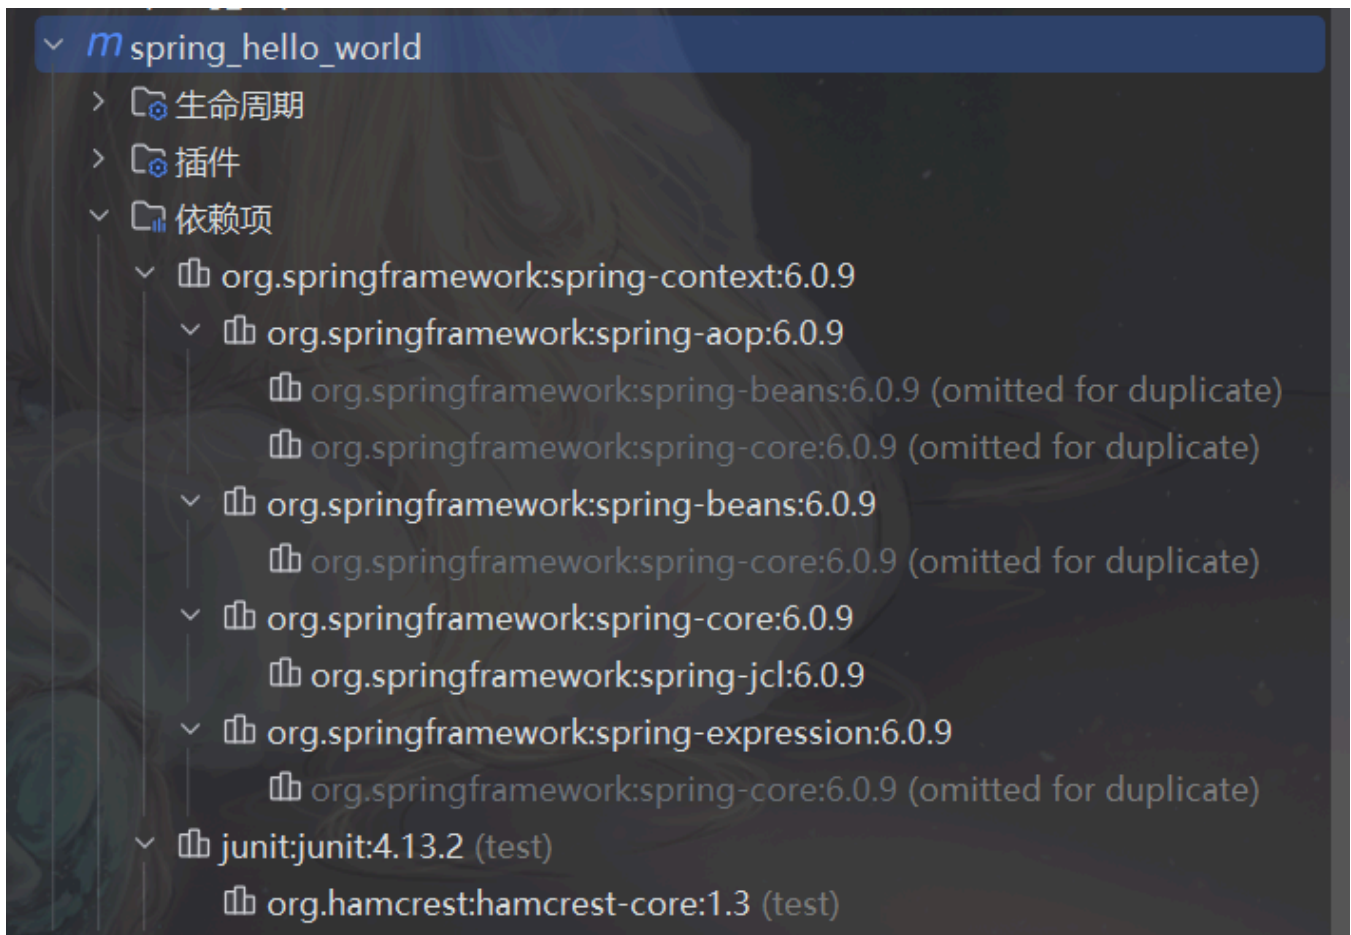 spring_hello_world
生命周期
插件
依赖项
org.springframework:spring-context:6.0.9
org.springframework:spring-aop:6.0.9
org.springframework:spring-beans:6.0.9 (omitted for duplicate)
org.springframework:spring-core:6.0.9 (omitted for duplicate)
org.springframework:spring-beans:6.0.9
org.springframework:spring-core:6.0.9 (omitted for duplicate)
org.springframework:spring-core:6.0.9
org.springframework:spring-jcl:6.0.9
org.springframework:spring-expression:6.0.9
org.springframework:spring-core:6.0.9 (omitted for duplicate)
junit:junit:4.13.2 (test)
org.hamcrest:hamcrest-core:1.3 (test)